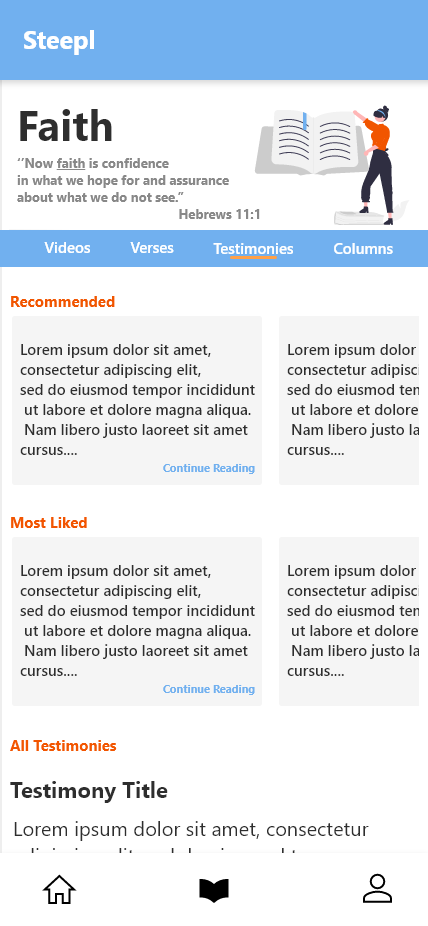 Steepl
Faith
‘‘Now faith is confidence
in what we hope for and assurance
about what we do not see.”
Hebrews 11:1
Videos Verses Testimonies Columns
Recommended
Lorem ipsum dolor sit amet,
consectetur adipiscing elit,
sed do eiusmod tempor incididunt
ut labore et dolore magna aliqua.
Nam libero justo laoreet sit amet
cursus....
Continue Reading
Lorem ipsum dolor
consectetur adipis
sed do eiusmod ten
ut labore et dolore
Nam libero justo la
cursus....
Most Liked
Lorem ipsum dolor sit amet,
consectetur adipiscing elit,
sed do eiusmod tempor incididunt
ut labore et dolore magna aliqua.
Nam libero justo laoreet sit amet
cursus....
Continue Reading
Lorem ipsum dolor
consectetur adipis
sed do eiusmod ten
ut labore et dolore
Nam libero justo la
cursus....
All Testimonies
Testimony Title
Lorem ipsum dolor sit amet, consectetur